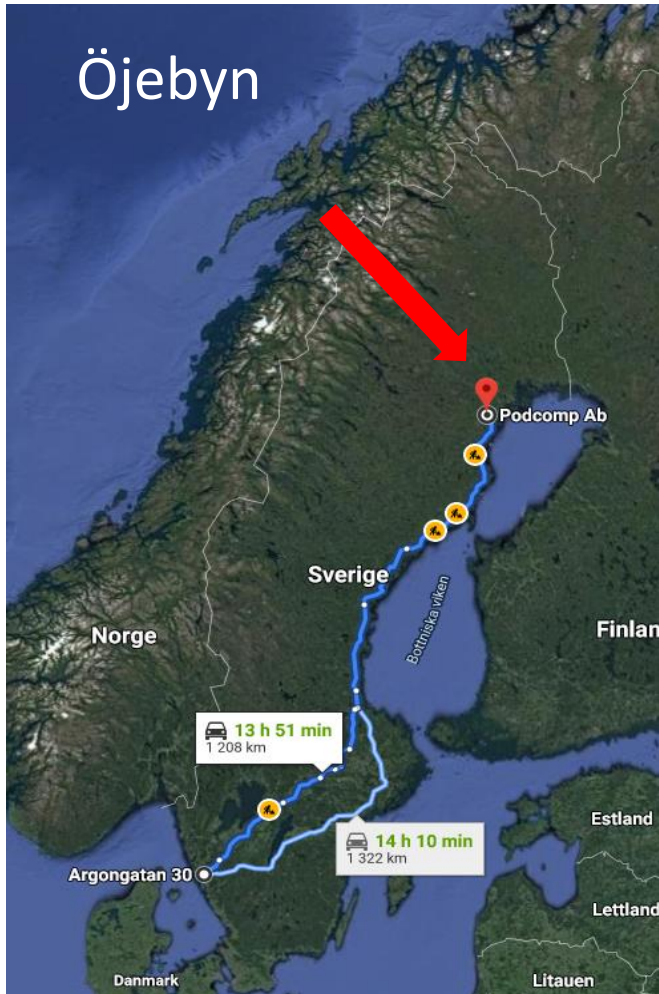 Öjebyn
Podcomp Ab
Sverige
Bottniska viken
Norge
Finlan
13 h 51 min
1 208 km
Estland
14 h 10 min
1 322 km
Argongatan 30
Lettland
Danmark
Litauen